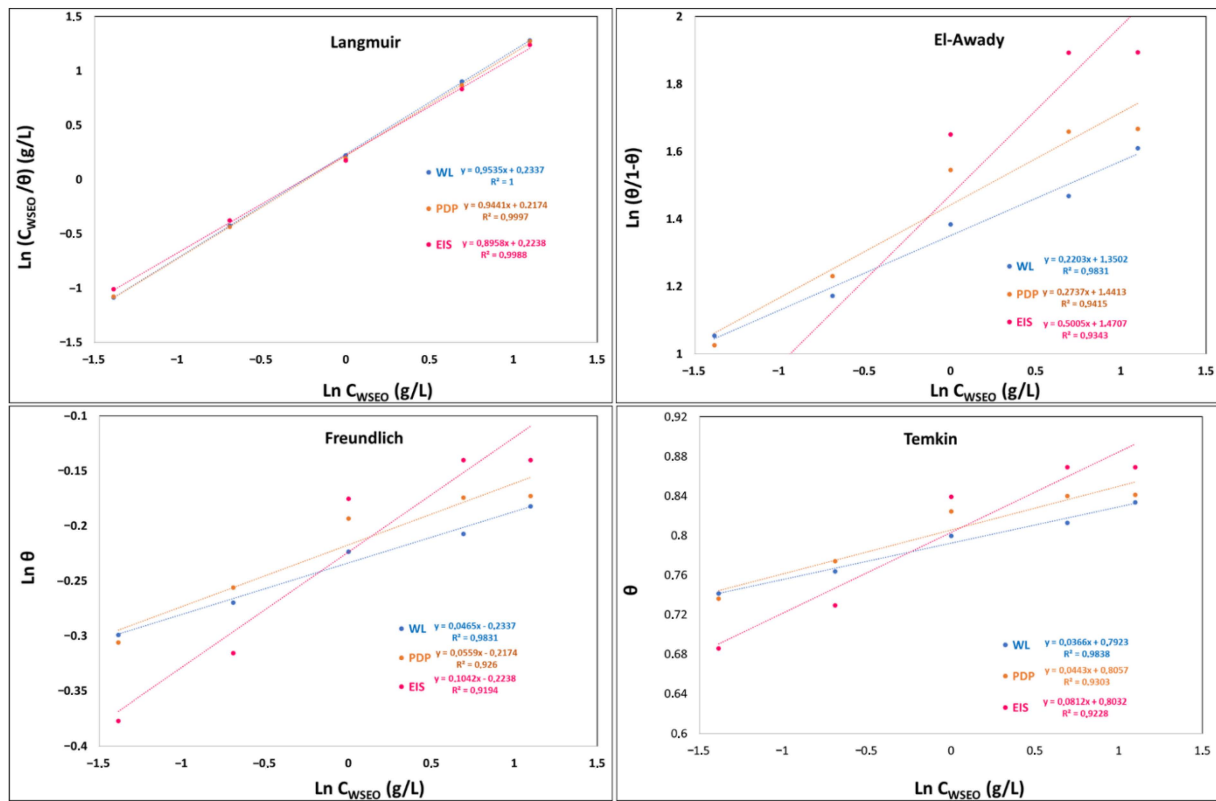 Langmuir
1.5
1
0.5
0
−0.5
−1
−1.5
Ln (C_WSEO/θ) (g/L)
WL y = 0,9535x + 0,2337
R² = 1
PDP y = 0,9441x + 0,2174
R² = 0,9997
EIS y = 0,8958x + 0,2238
R² = 0,9988
−1.5 −1 −0.5 0 0.5 1 1.5
Ln C_WSEO (g/L)
El-Awady
2
1.8
1.6
1.4
1.2
1
Ln (θ/1-θ)
WL y = 0,2203x + 1,3502
R² = 0,9831
PDP y = 0.2737x + 1.4413
R² = 0,9415
EIS y = 0.5005x + 1.4707
R² = 0,9343
−1.5 −1 −0.5 0 0.5 1 1.5
Ln C_WSEO (g/L)
Freundlich
−0.1
−0.15
−0.2
−0.25
−0.3
−0.35
−0.4
Ln θ
WL y = 0,0465x - 0,2337
R² = 0,9831
PDP y = 0,0559x - 0,2174
R² = 0,926
EIS y = 0,1042x - 0,2238
R² = 0,9194
−1.5 −1 −0.5 0 0.5 1 1.5
Ln C_WSEO (g/L)
Temkin
0.92
0.88
0.84
0.8
0.76
0.72
0.68
0.64
0.6
θ
WL y = 0,0366x + 0,7923
R² = 0,9838
PDP y = 0,0443x + 0,8057
R² = 0,9303
EIS y = 0,0812x + 0,8032
R² = 0,9228
−1.5 −1 −0.5 0 0.5 1 1.5
Ln C_WSEO (g/L)